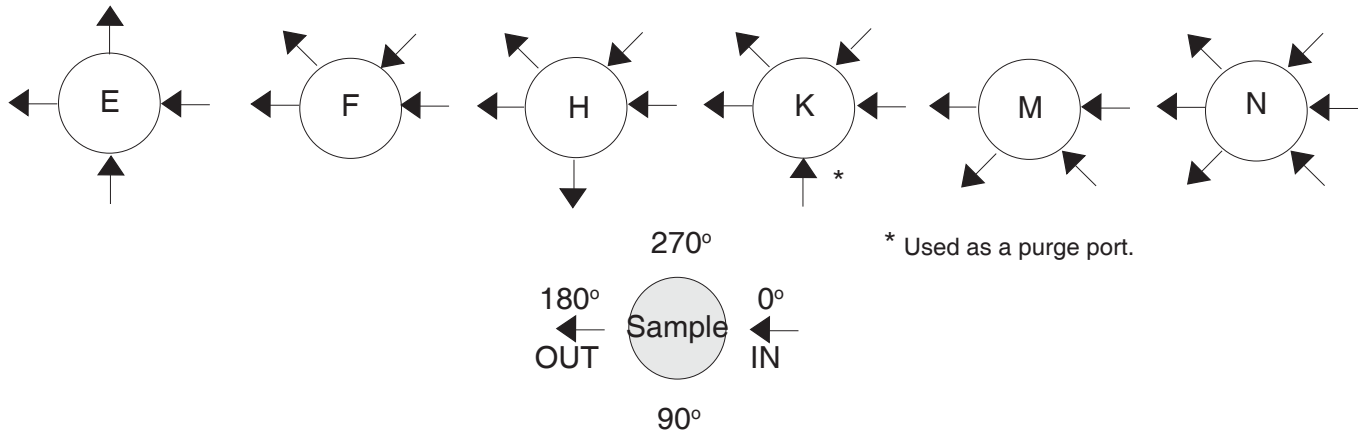 E F H K M N
*
* Used as a purge port.
270°
180° 0°
Sample
OUT IN
90°